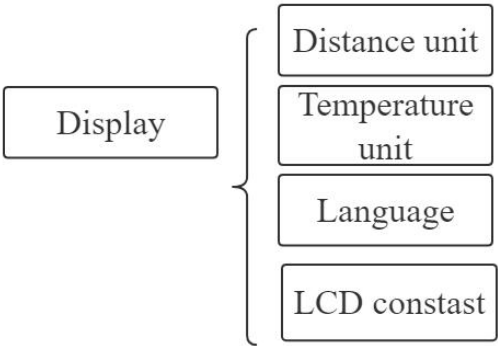 Display
Distance unit
Temperature
unit
Language
LCD constast